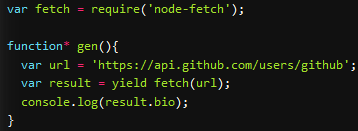 var fetch = require('node-fetch');

function* gen(){
  var url = 'https://api.github.com/users/github';
  var result = yield fetch(url);
  console.log(result.bio);
}